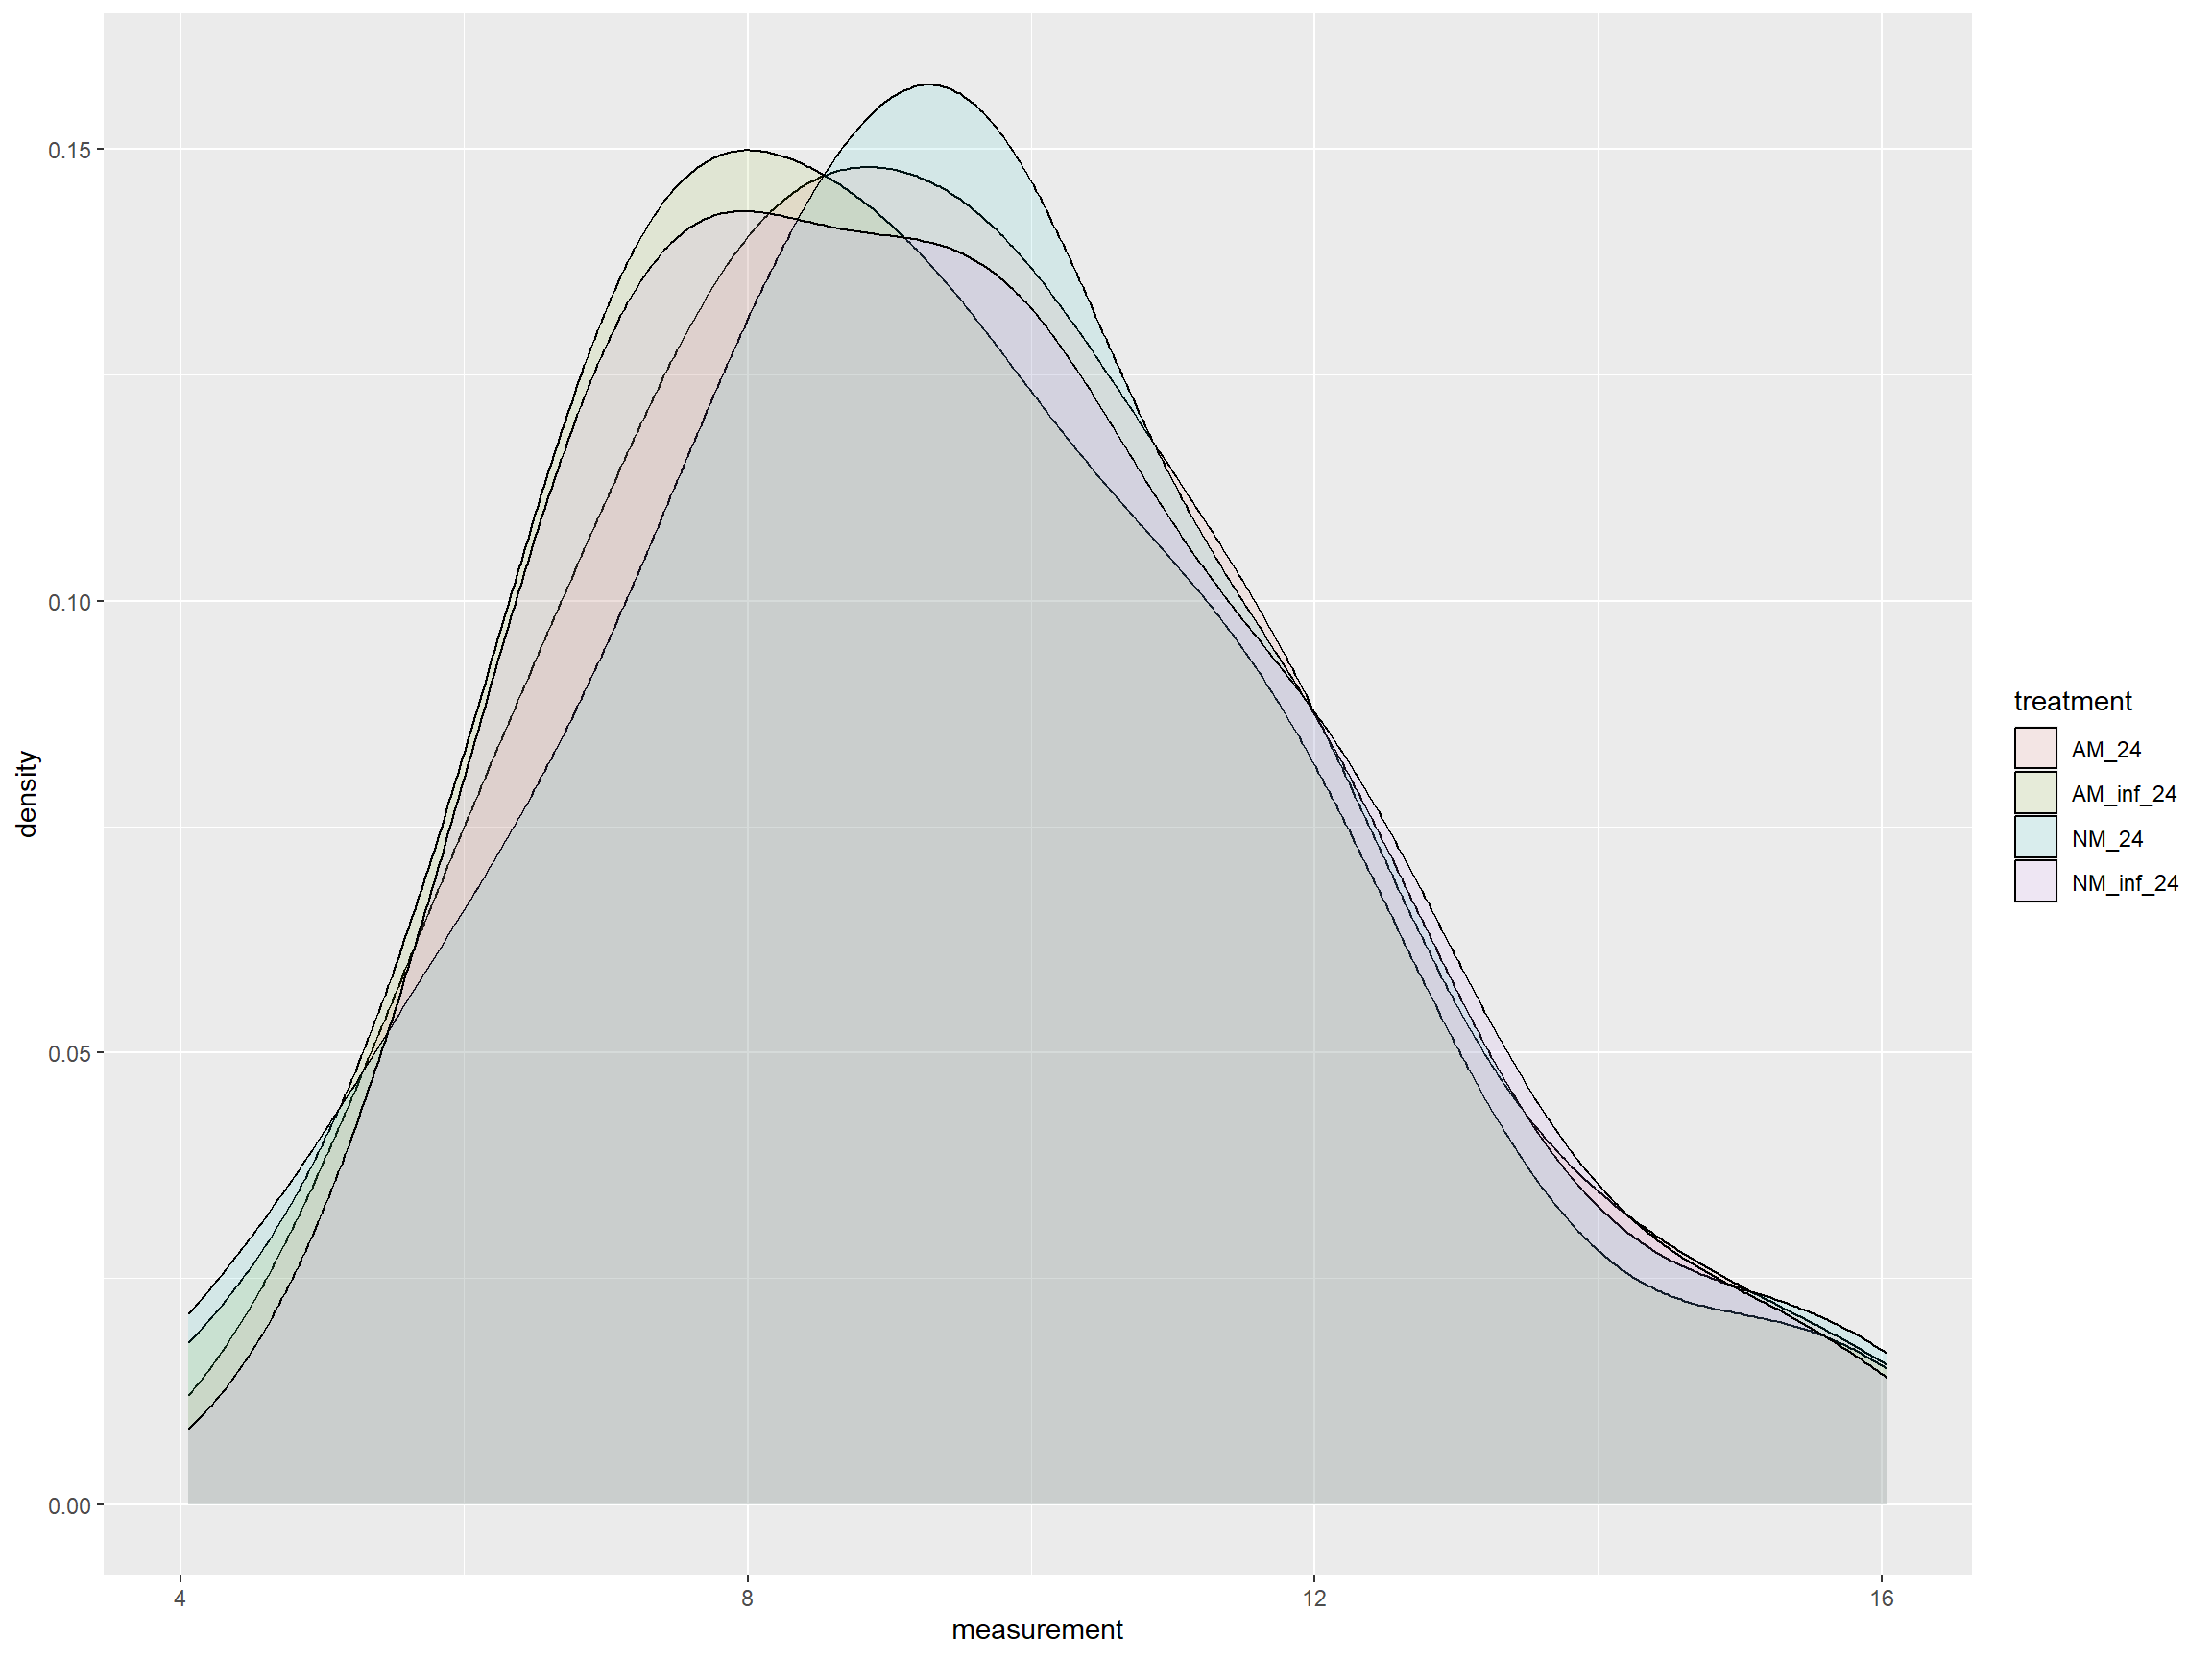 density
0.15
0.10
0.05
0.00
4
8
12
16
measurement
treatment
AM_24
AM_inf_24
NM_24
NM_inf_24